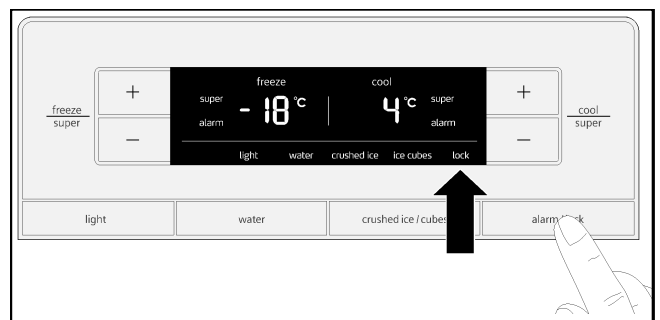 freeze cool
super -18 °C 4 °C super
alarm alarm
light water crushed ice ice cubes lock
freeze
super
+
−
+
−
cool
super
light water crushed ice / cubes alarm / lock